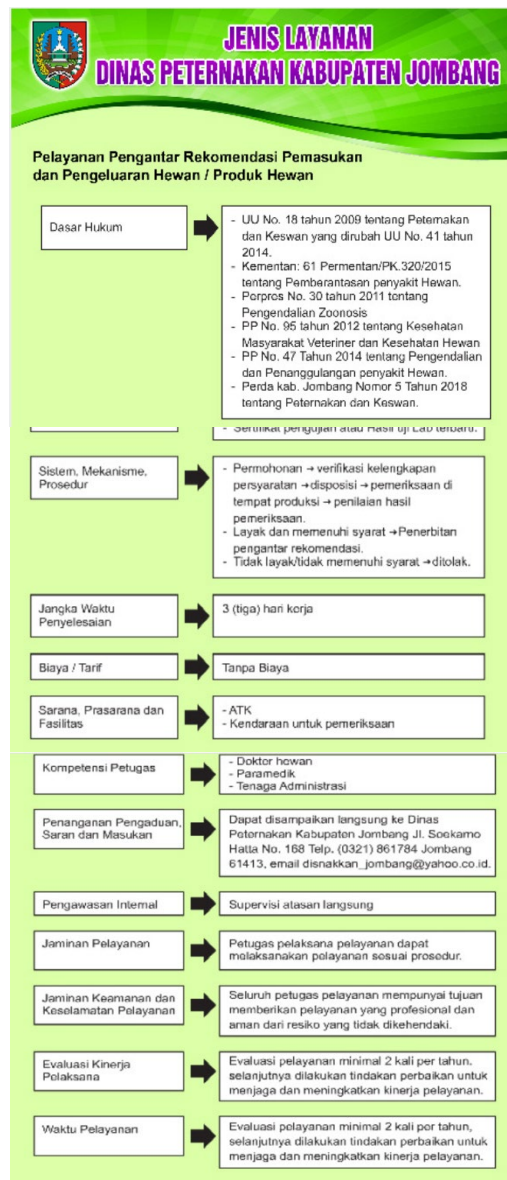 JENIS LAYANAN
DINAS PETERNAKAN KABUPATEN JOMBANG
Pelayanan Pengantar Rekomendasi Pemasukan
dan Pengeluaran Hewan / Produk Hewan
Dasar Hukum
- UU No. 18 tahun 2009 tentang Peternakan
dan Keswan yang dirubah UU No. 41 tahun
2014.
- Kementan: 61 Permentan/PK.320/2015
tentang Pemberantasan penyakit Hewan.
- Perpres No. 30 tahun 2011 tentang
Pengendalian Zoonosis
- PP No. 95 tahun 2012 tentang Kesehatan
Masyarakat Veteriner dan Kesehatan Hewan
- PP No. 47 Tahun 2014 tentang Pengendalian
dan Penanggulangan penyakit Hewan.
- Perda kab. Jombang Nomor 5 Tahun 2018
tentang Peternakan dan Keswan.
- Sertifikat pengujian atau Hasil uji Lab terbaru.
Sistem, Mekanisme,
Prosedur
- Permohonan → verifikasi kelengkapan
persyaratan → disposisi → pemeriksaan di
tempat produksi → penilaian hasil
pemeriksaan.
- Layak dan memenuhi syarat → Penerbitan
pengantar rekomendasi.
- Tidak layak/tidak memenuhi syarat → ditolak.
Jangka Waktu
Penyelesaian
3 (tiga) hari kerja
Biaya / Tarif
Tanpa Biaya
Sarana, Prasarana dan
Fasilitas
- ATK
- Kendaraan untuk pemeriksaan
Kompetensi Petugas
- Doktor hewan
- Paramedik
- Tenaga Administrasi
Penanganan Pengaduan,
Saran dan Masukan
Dapat disampaikan langsung ke Dinas
Peternakan Kabupaten Jombang Jl. Soekarno
Hatta No. 168 Telp. (0321) 861784 Jombang
61413, email disnakkan_jombang@yahoo.co.id.
Pengawasan Internal
Supervisi atasan langsung
Jaminan Pelayanan
Petugas pelaksana pelayanan dapat
melaksanakan pelayanan sesuai prosedur.
Jaminan Keamanan dan
Keselamatan Pelayanan
Seluruh petugas pelayanan mempunyai tujuan
memberikan pelayanan yang profesional dan
aman dari resiko yang tidak dikehendaki.
Evaluasi Kinerja
Pelaksana
Evaluasi pelayanan minimal 2 kali per tahun,
selanjutnya dilakukan tindakan perbaikan untuk
menjaga dan meningkatkan kinerja pelayanan.
Waktu Pelayanan
Evaluasi pelayanan minimal 2 kali per tahun,
selanjutnya dilakukan tindakan perbaikan untuk
menjaga dan meningkatkan kinerja pelayanan.